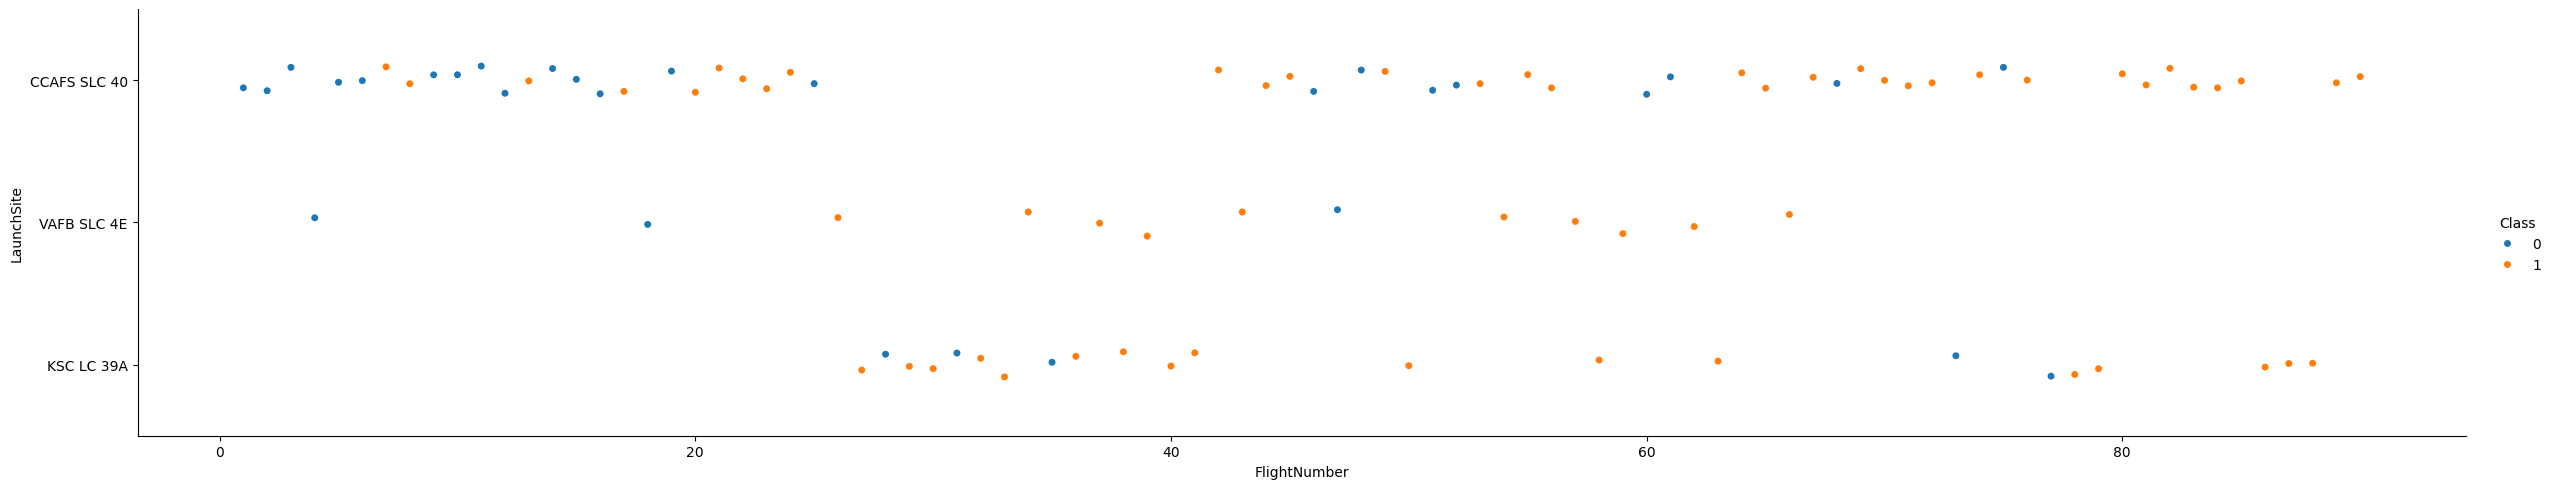 CCAFS SLC 40
VAFB SLC 4E
KSC LC 39A
LaunchSite
0 20 40 60 80
FlightNumber
Class
0
1